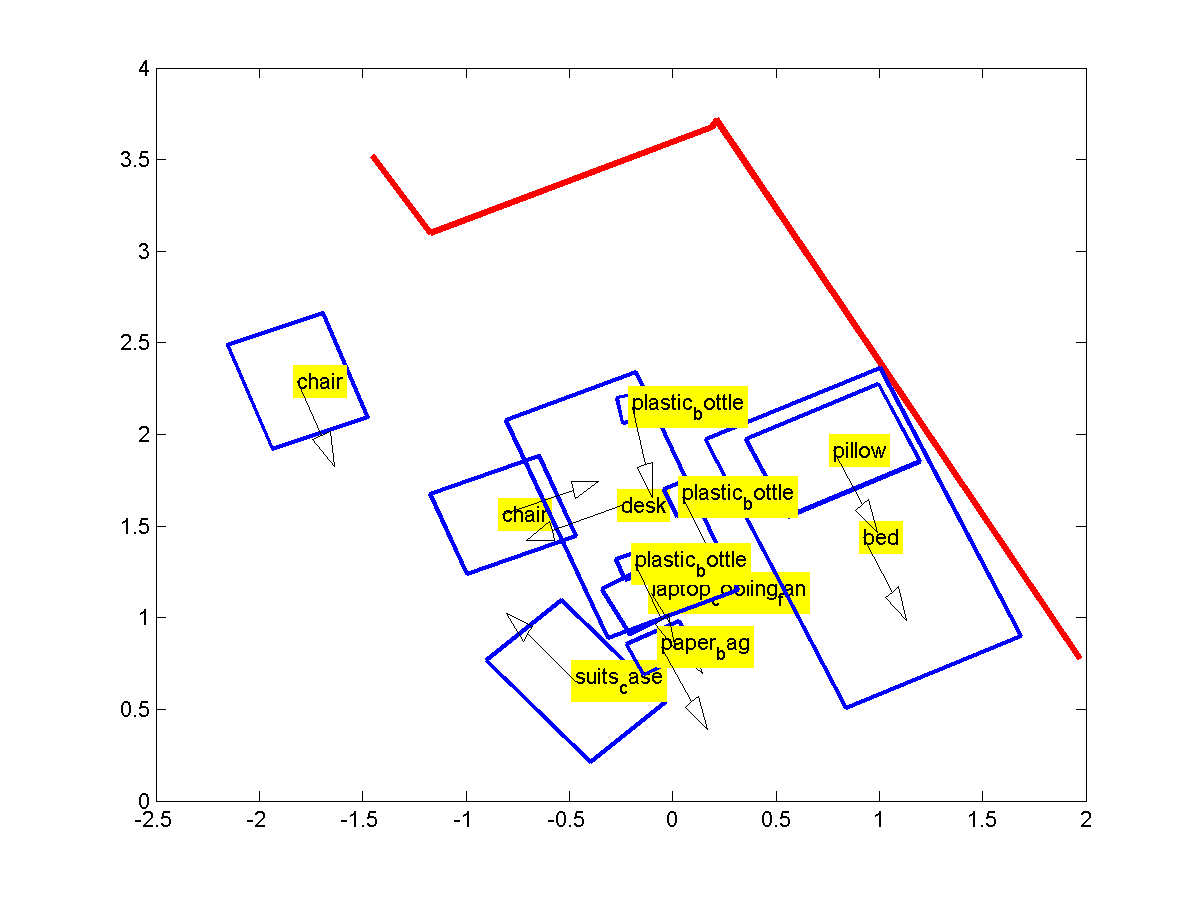 4
3.5
3
2.5
2
1.5
1
0.5
0
-2.5
-2
-1.5
-1
-0.5
0
0.5
1
1.5
2
chair
plastic_bottle
pillow
plastic_bottle
chair
desk
bed
plastic_bottle
laptop_cooling_fan
paper_bag
suits_case